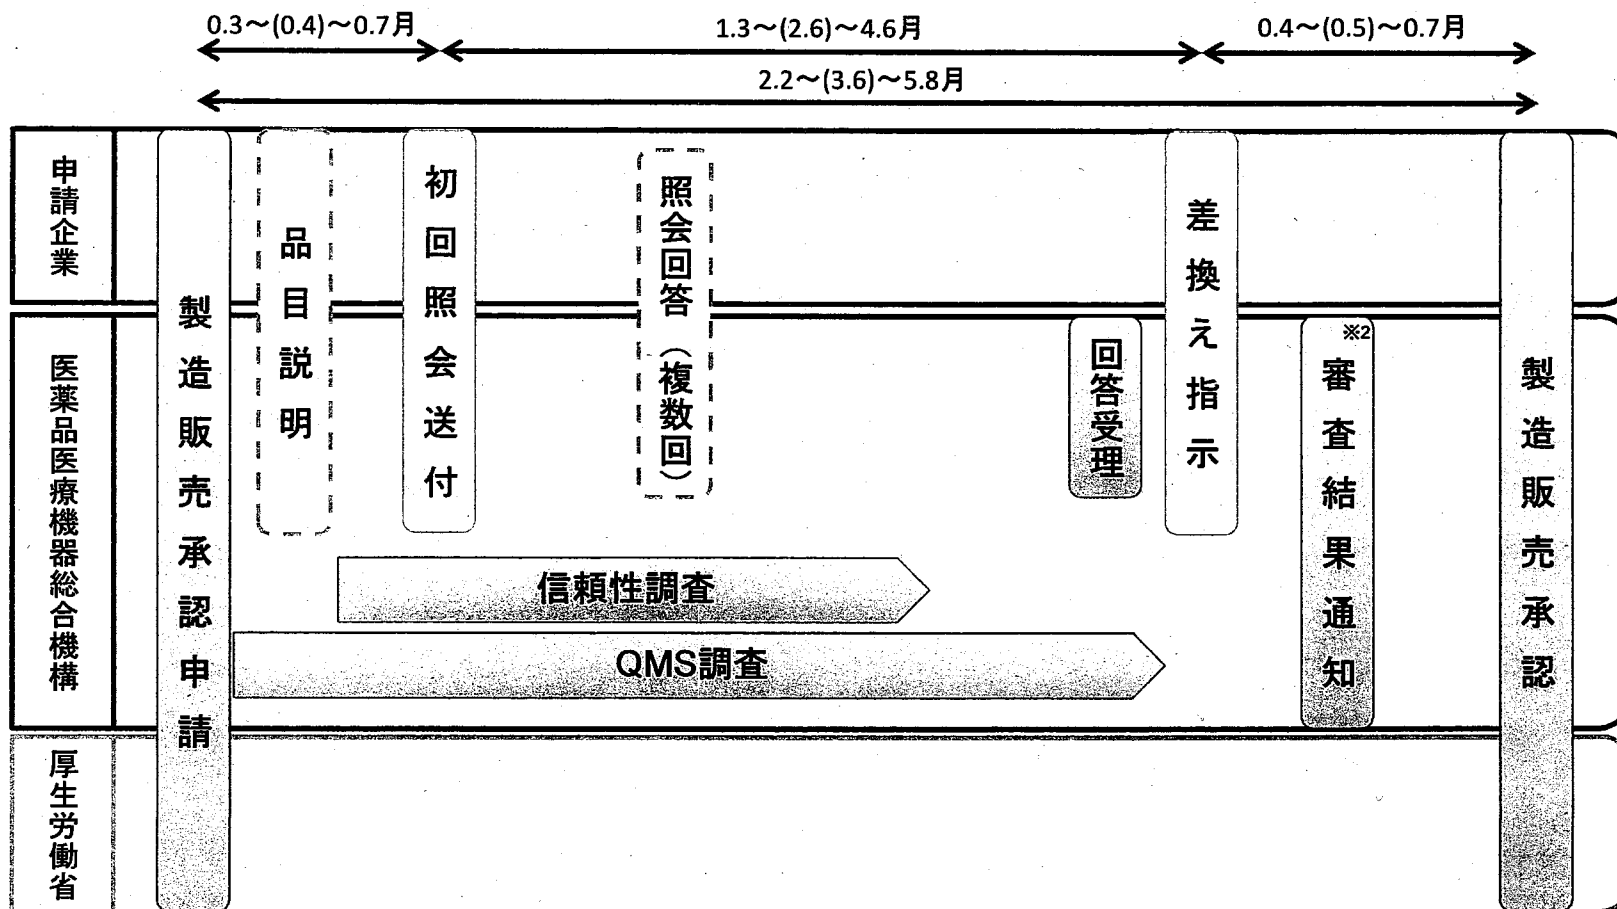 0.3～(0.4)～0.7月
1.3～(2.6)～4.6月
0.4～(0.5)～0.7月
2.2～(3.6)～5.8月
申請企業
医薬品医療機器総合機構
厚生労働省
製造販売承認申請
品目説明
初回照会送付
照会回答（複数回）
回答受理
差換え指示
※2
審査結果通知
製造販売承認
信頼性調査
QMS調査